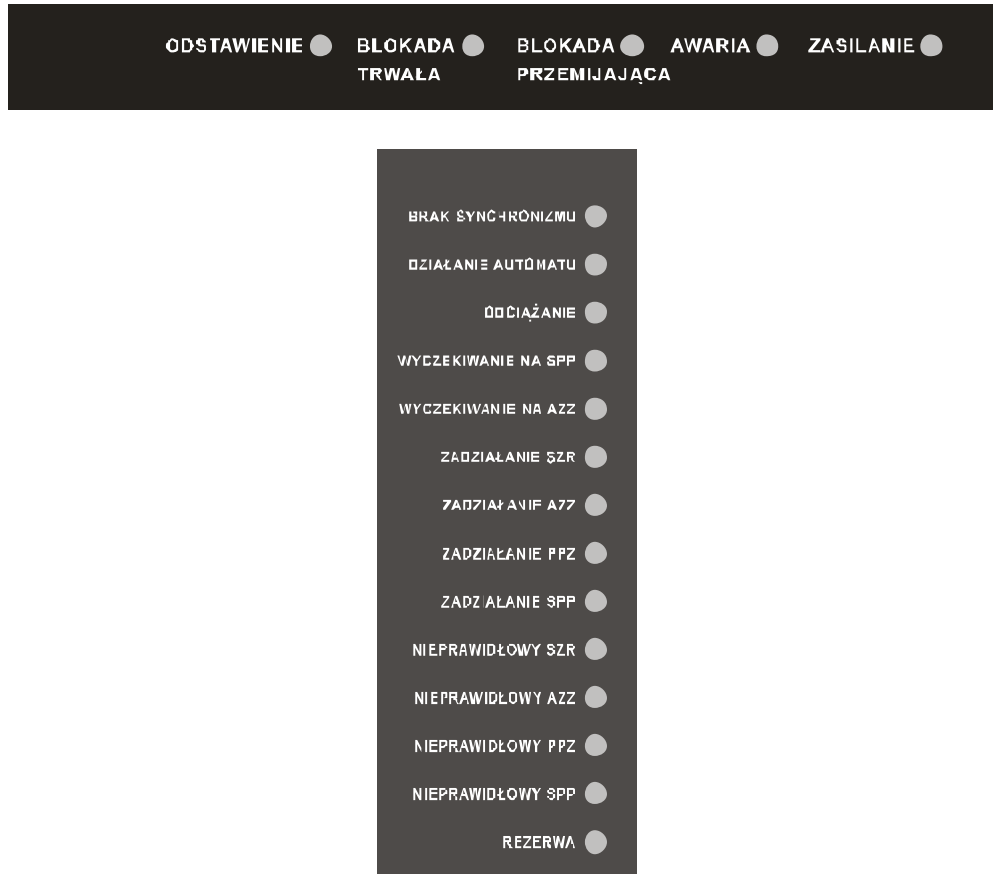 ODSTAWIENIE BLOKADA BLOKADA AWARIA ZASILANIE
TRWAŁA PRZEMIJAJĄCA
BRAK SYNCHRONIZMU
DZIAŁANIE AUTOMATU
DOCIĄŻANIE
WYCZEKIWANIE NA SPP
WYCZEKIWANIE NA AZZ
ZADZIAŁANIE SZR
ZADZIAŁANIE AZZ
ZADZIAŁANIE PPZ
ZADZIAŁANIE SPP
NIEPRAWIDŁOWY SZR
NIEPRAWIDŁOWY AZZ
NIEPRAWIDŁOWY PPZ
NIEPRAWIDŁOWY SPP
REZERWA